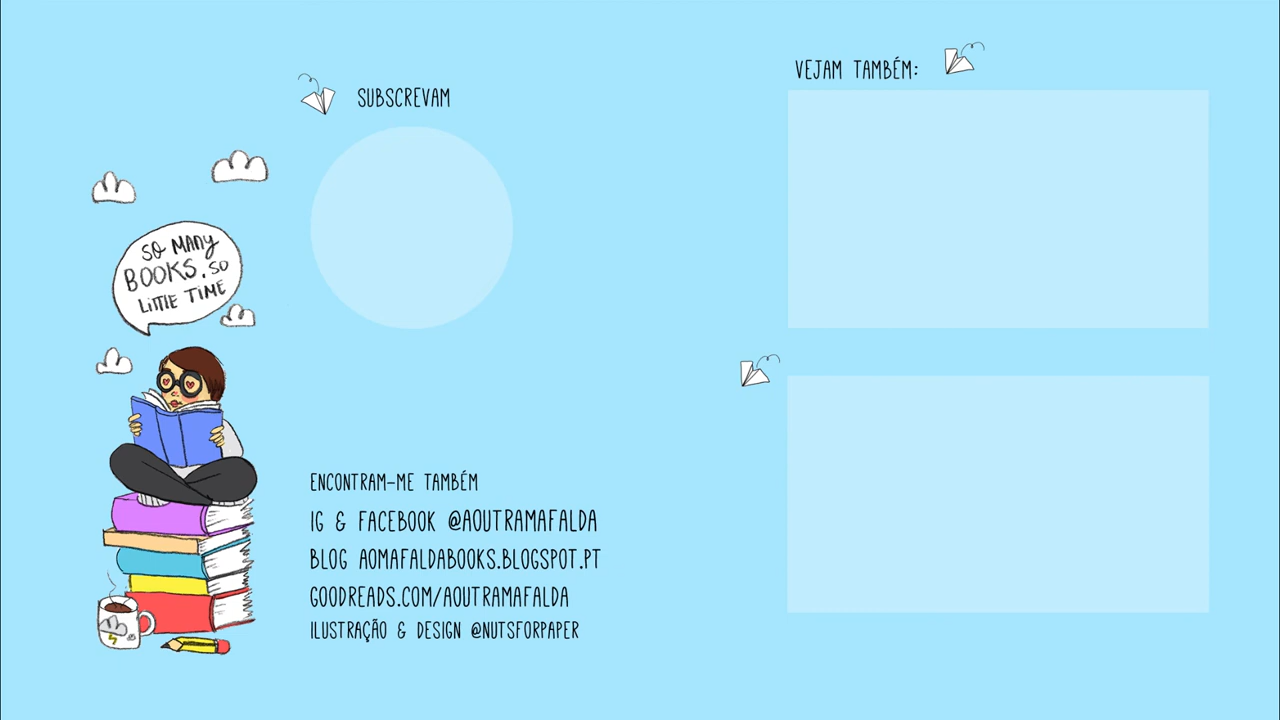 SUBSCREVAM
VEJAM TAMBÉM:
SO MANY
BOOKS, SO
LITTLE TIME
ENCONTRAM-ME TAMBÉM
IG & FACEBOOK @AOUTRAMAFALDA
BLOG AOMAFALDABOOKS.BLOGSPOT.PT
GOODREADS.COM/AOUTRAMAFALDA
ILUSTRAÇÃO & DESIGN @NUTSFORPAPER